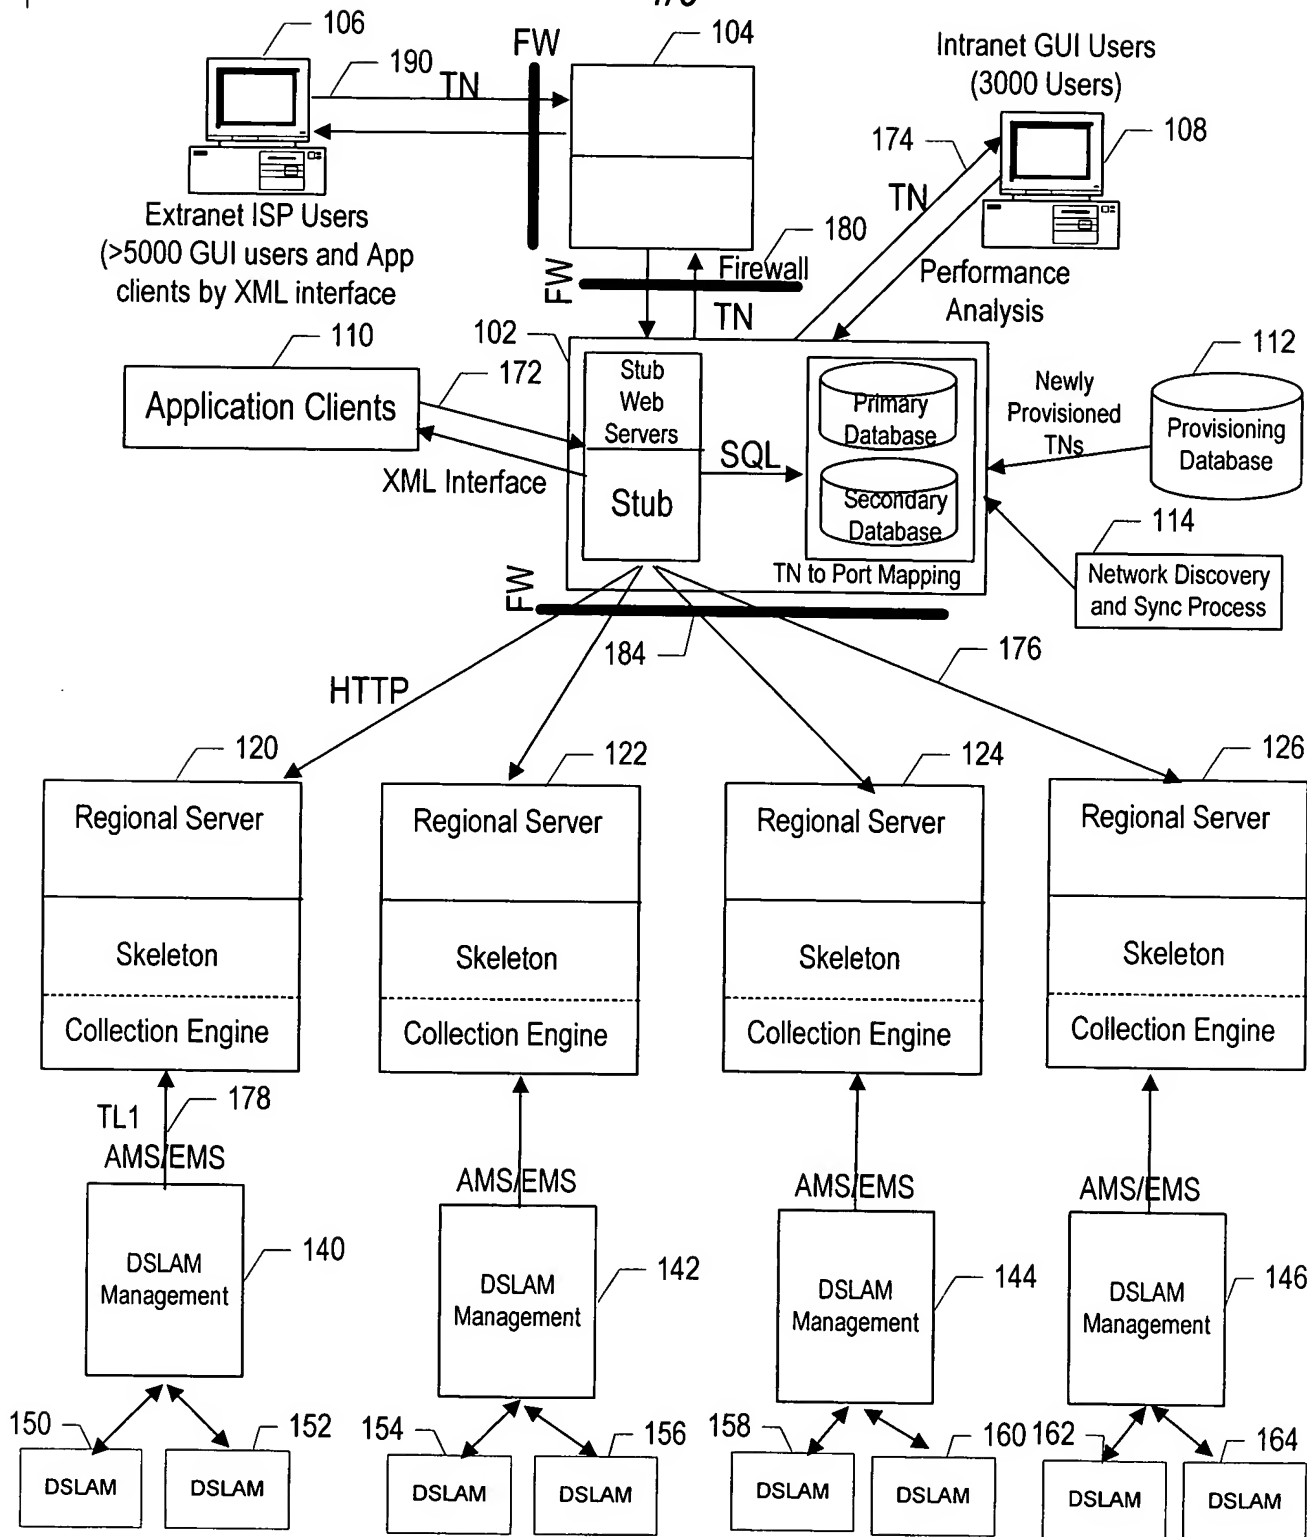 106
190
TN
FW
104
Intranet GUI Users
(3000 Users)
174
108
TN
Extranet ISP Users
(>5000 GUI users and App
clients by XML interface
FW
180
Firewall
TN
Performance
Analysis
110
172
Application Clients
XML Interface
102
Stub
Web
Servers
Stub
SQL
Primary
Database
Secondary
Database
TN to Port Mapping
Newly
Provisioned
TNs
112
Provisioning
Database
114
Network Discovery
and Sync Process
FW
184
176
HTTP
120
122
124
126
Regional Server
Regional Server
Regional Server
Regional Server
Skeleton
Skeleton
Skeleton
Skeleton
Collection Engine
Collection Engine
Collection Engine
Collection Engine
TL1
178
AMS/EMS
AMS/EMS
AMS/EMS
AMS/EMS
DSLAM
Management
140
DSLAM
Management
142
DSLAM
Management
144
DSLAM
Management
146
150
152
154
156
158
160
162
164
DSLAM
DSLAM
DSLAM
DSLAM
DSLAM
DSLAM
DSLAM
DSLAM